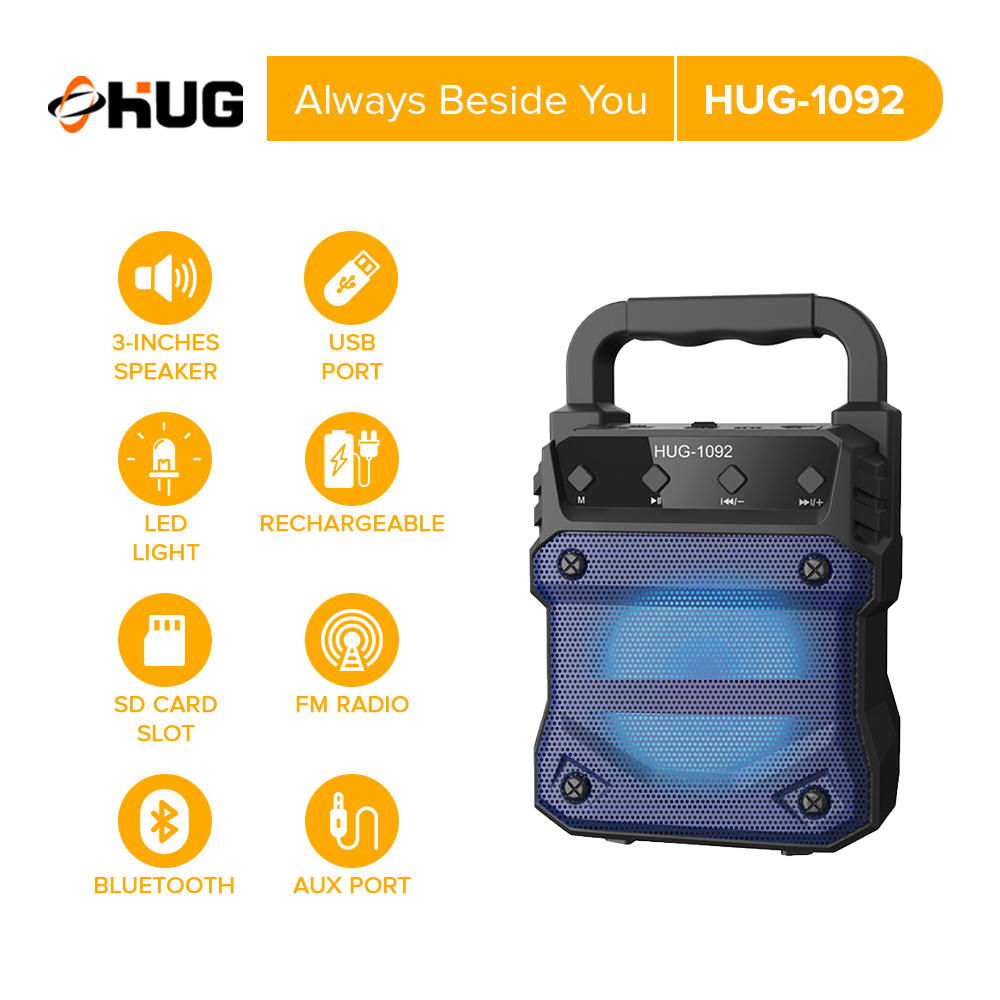 HUG
Always Beside You
HUG-1092
3-INCHES
SPEAKER
USB
PORT
LED
LIGHT
RECHARGEABLE
SD CARD
SLOT
FM RADIO
BLUETOOTH
AUX PORT
HUG-1092
M